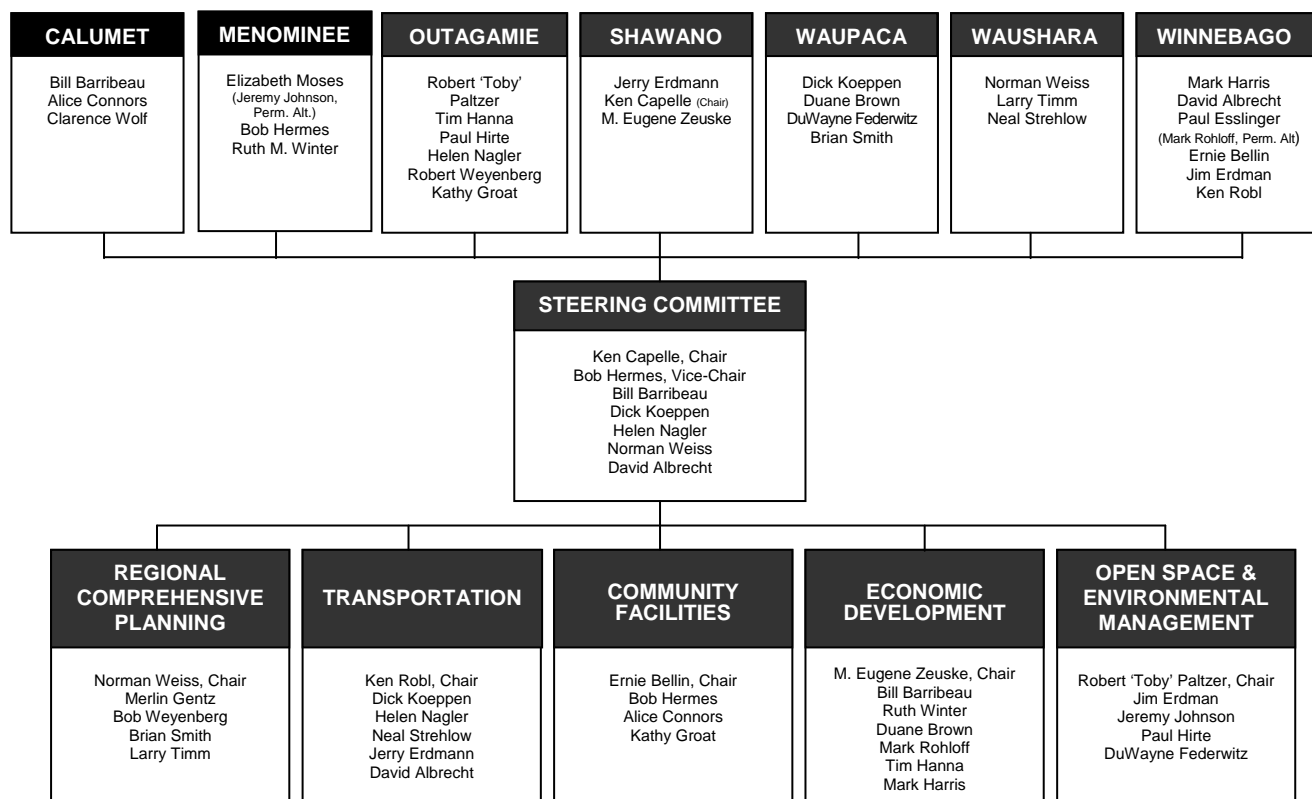 CALUMET
Bill Barribeau
Alice Connors
Clarence Wolf
MENOMINEE
Elizabeth Moses
(Jeremy Johnson,
Perm. Alt.)
Bob Hermes
Ruth M. Winter
OUTAGAMIE
Robert ‘Toby’
Paltzer
Tim Hanna
Paul Hirte
Helen Nagler
Robert Weyenberg
Kathy Groat
SHAWANO
Jerry Erdmann
Ken Capelle (Chair)
M. Eugene Zeuske
WAUPACA
Dick Koeppen
Duane Brown
DuWayne Federwitz
Brian Smith
WAUSHARA
Norman Weiss
Larry Timm
Neal Strehlow
WINNEBAGO
Mark Harris
David Albrecht
Paul Esslinger
(Mark Rohloff, Perm. Alt)
Ernie Bellin
Jim Erdman
Ken Robl
STEERING COMMITTEE
Ken Capelle, Chair
Bob Hermes, Vice-Chair
Bill Barribeau
Dick Koeppen
Helen Nagler
Norman Weiss
David Albrecht
REGIONAL
COMPREHENSIVE
PLANNING
Norman Weiss, Chair
Merlin Gentz
Bob Weyenberg
Brian Smith
Larry Timm
TRANSPORTATION
Ken Robl, Chair
Dick Koeppen
Helen Nagler
Neal Strehlow
Jerry Erdmann
David Albrecht
COMMUNITY
FACILITIES
Ernie Bellin, Chair
Bob Hermes
Alice Connors
Kathy Groat
ECONOMIC
DEVELOPMENT
M. Eugene Zeuske, Chair
Bill Barribeau
Ruth Winter
Duane Brown
Mark Rohloff
Tim Hanna
Mark Harris
OPEN SPACE &
ENVIRONMENTAL
MANAGEMENT
Robert ‘Toby’ Paltzer, Chair
Jim Erdman
Jeremy Johnson
Paul Hirte
DuWayne Federwitz